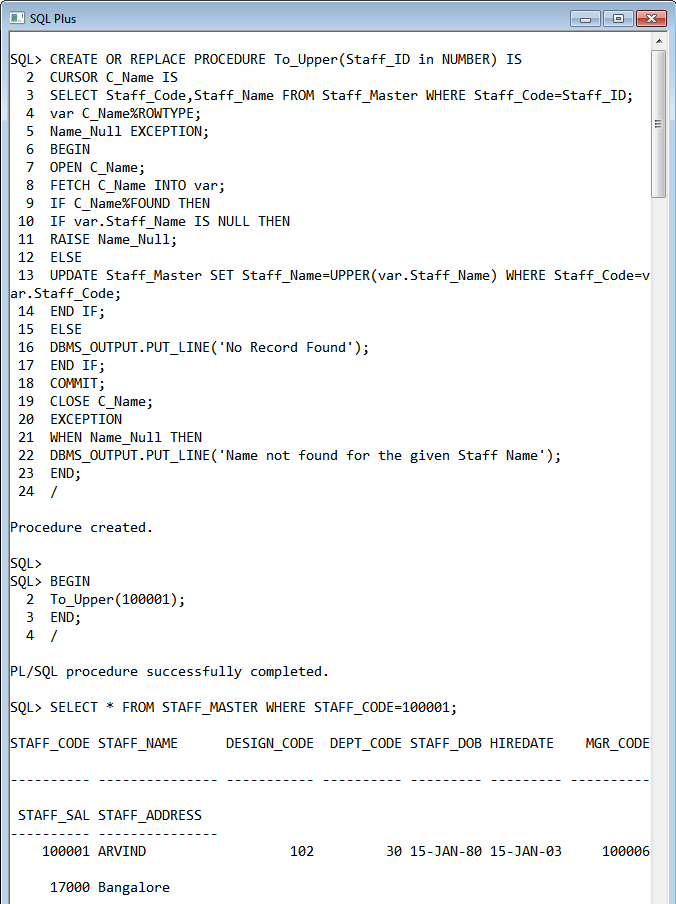 SQL Plus
SQL> CREATE OR REPLACE PROCEDURE To_Upper(Staff_ID in NUMBER) IS
  2  CURSOR C_Name IS
  3  SELECT Staff_Code,Staff_Name FROM Staff_Master WHERE Staff_Code=Staff_ID;
  4  var C_Name%ROWTYPE;
  5  Name_Null EXCEPTION;
  6  BEGIN
  7  OPEN C_Name;
  8  FETCH C_Name INTO var;
  9  IF C_Name%FOUND THEN
 10  IF var.Staff_Name IS NULL THEN
 11  RAISE Name_Null;
 12  ELSE
 13  UPDATE Staff_Master SET Staff_Name=UPPER(var.Staff_Name) WHERE Staff_Code=v
ar.Staff_Code;
 14  END IF;
 15  ELSE
 16  DBMS_OUTPUT.PUT_LINE('No Record Found');
 17  END IF;
 18  COMMIT;
 19  CLOSE C_Name;
 20  EXCEPTION
 21  WHEN Name_Null THEN
 22  DBMS_OUTPUT.PUT_LINE('Name not found for the given Staff Name');
 23  END;
 24  /
Procedure created.
SQL>
SQL> BEGIN
  2  To_Upper(100001);
  3  END;
  4  /
PL/SQL procedure successfully completed.
SQL> SELECT * FROM STAFF_MASTER WHERE STAFF_CODE=100001;
STAFF_CODE STAFF_NAME      DESIGN_CODE  DEPT_CODE STAFF_DOB HIREDATE    MGR_CODE
---------- --------------- ----------- ---------- --------- --------- ----------
 STAFF_SAL STAFF_ADDRESS
---------- ---------------
    100001 ARVIND                  102         30 15-JAN-80 15-JAN-03     100006
     17000 Bangalore